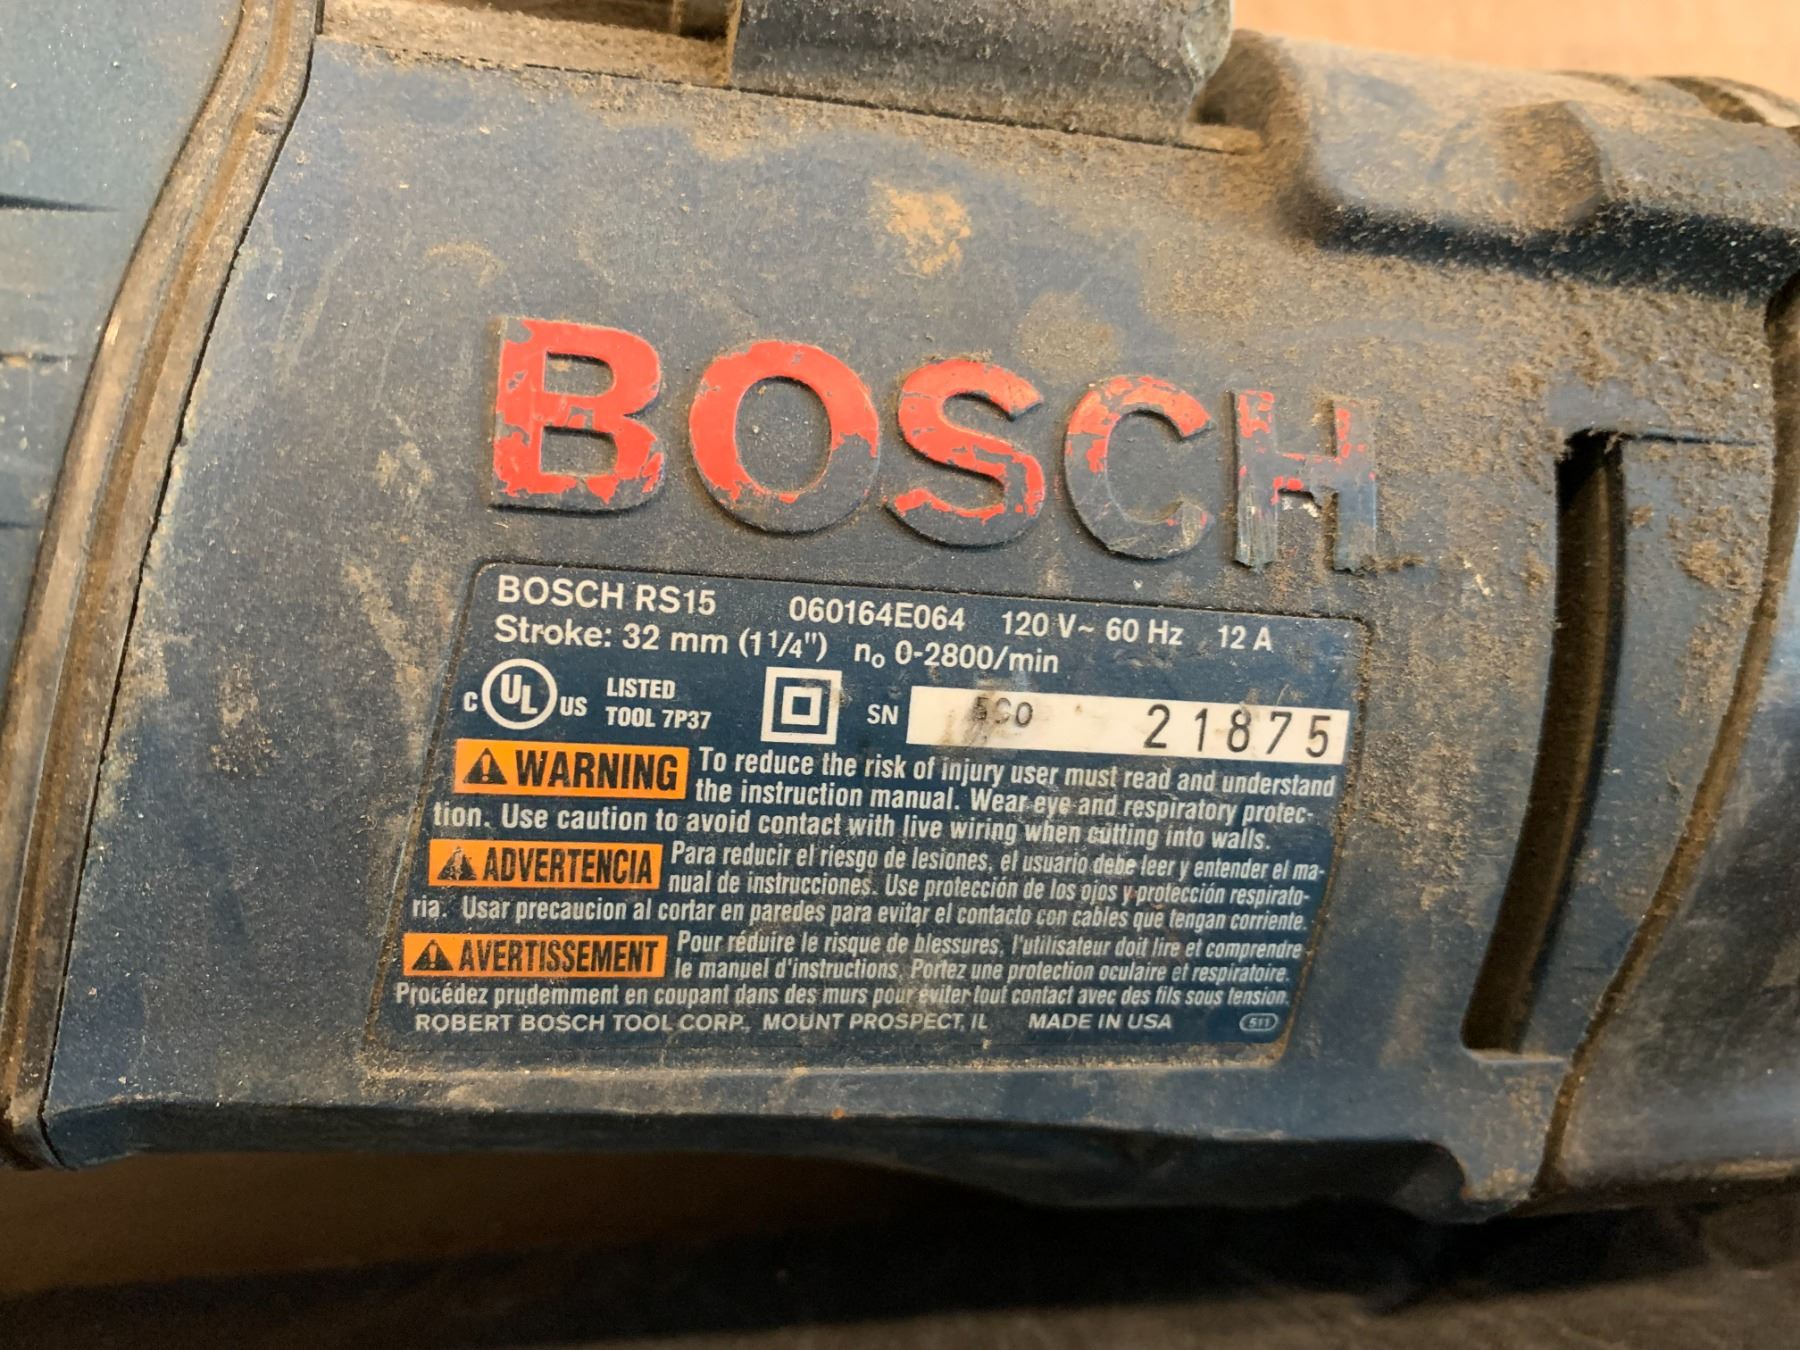 BOSCH
BOSCH RS15 060164E064 120 V~ 60 Hz 12 A
Stroke: 32 mm (1 1/4") no 0-2800/min
C UL US LISTED
TOOL 7P37
SN 21875
WARNING To reduce the risk of injury user must read and understand
the instruction manual. Wear eye and respiratory protec-
tion. Use caution to avoid contact with live wiring when cutting into walls.
ADVERTENCIA Para reducir el riesgo de lesiones, el usuario debe leer y entender el ma-
nual de instrucciones. Use protección de los ojos y protección respirato-
ria. Usar precaucion al cortar en paredes para evitar el contacto con cables que tengan corriente.
AVERTISSEMENT Pour réduire le risque de blessures, l'utilisateur doit lire et comprendre
le manuel d'instructions. Portez une protection oculaire et respiratoire.
Procédez prudemment en coupant dans des murs pour éviter tout contact avec des fils sous tension.
ROBERT BOSCH TOOL CORP., MOUNT PROSPECT, IL MADE IN USA 511